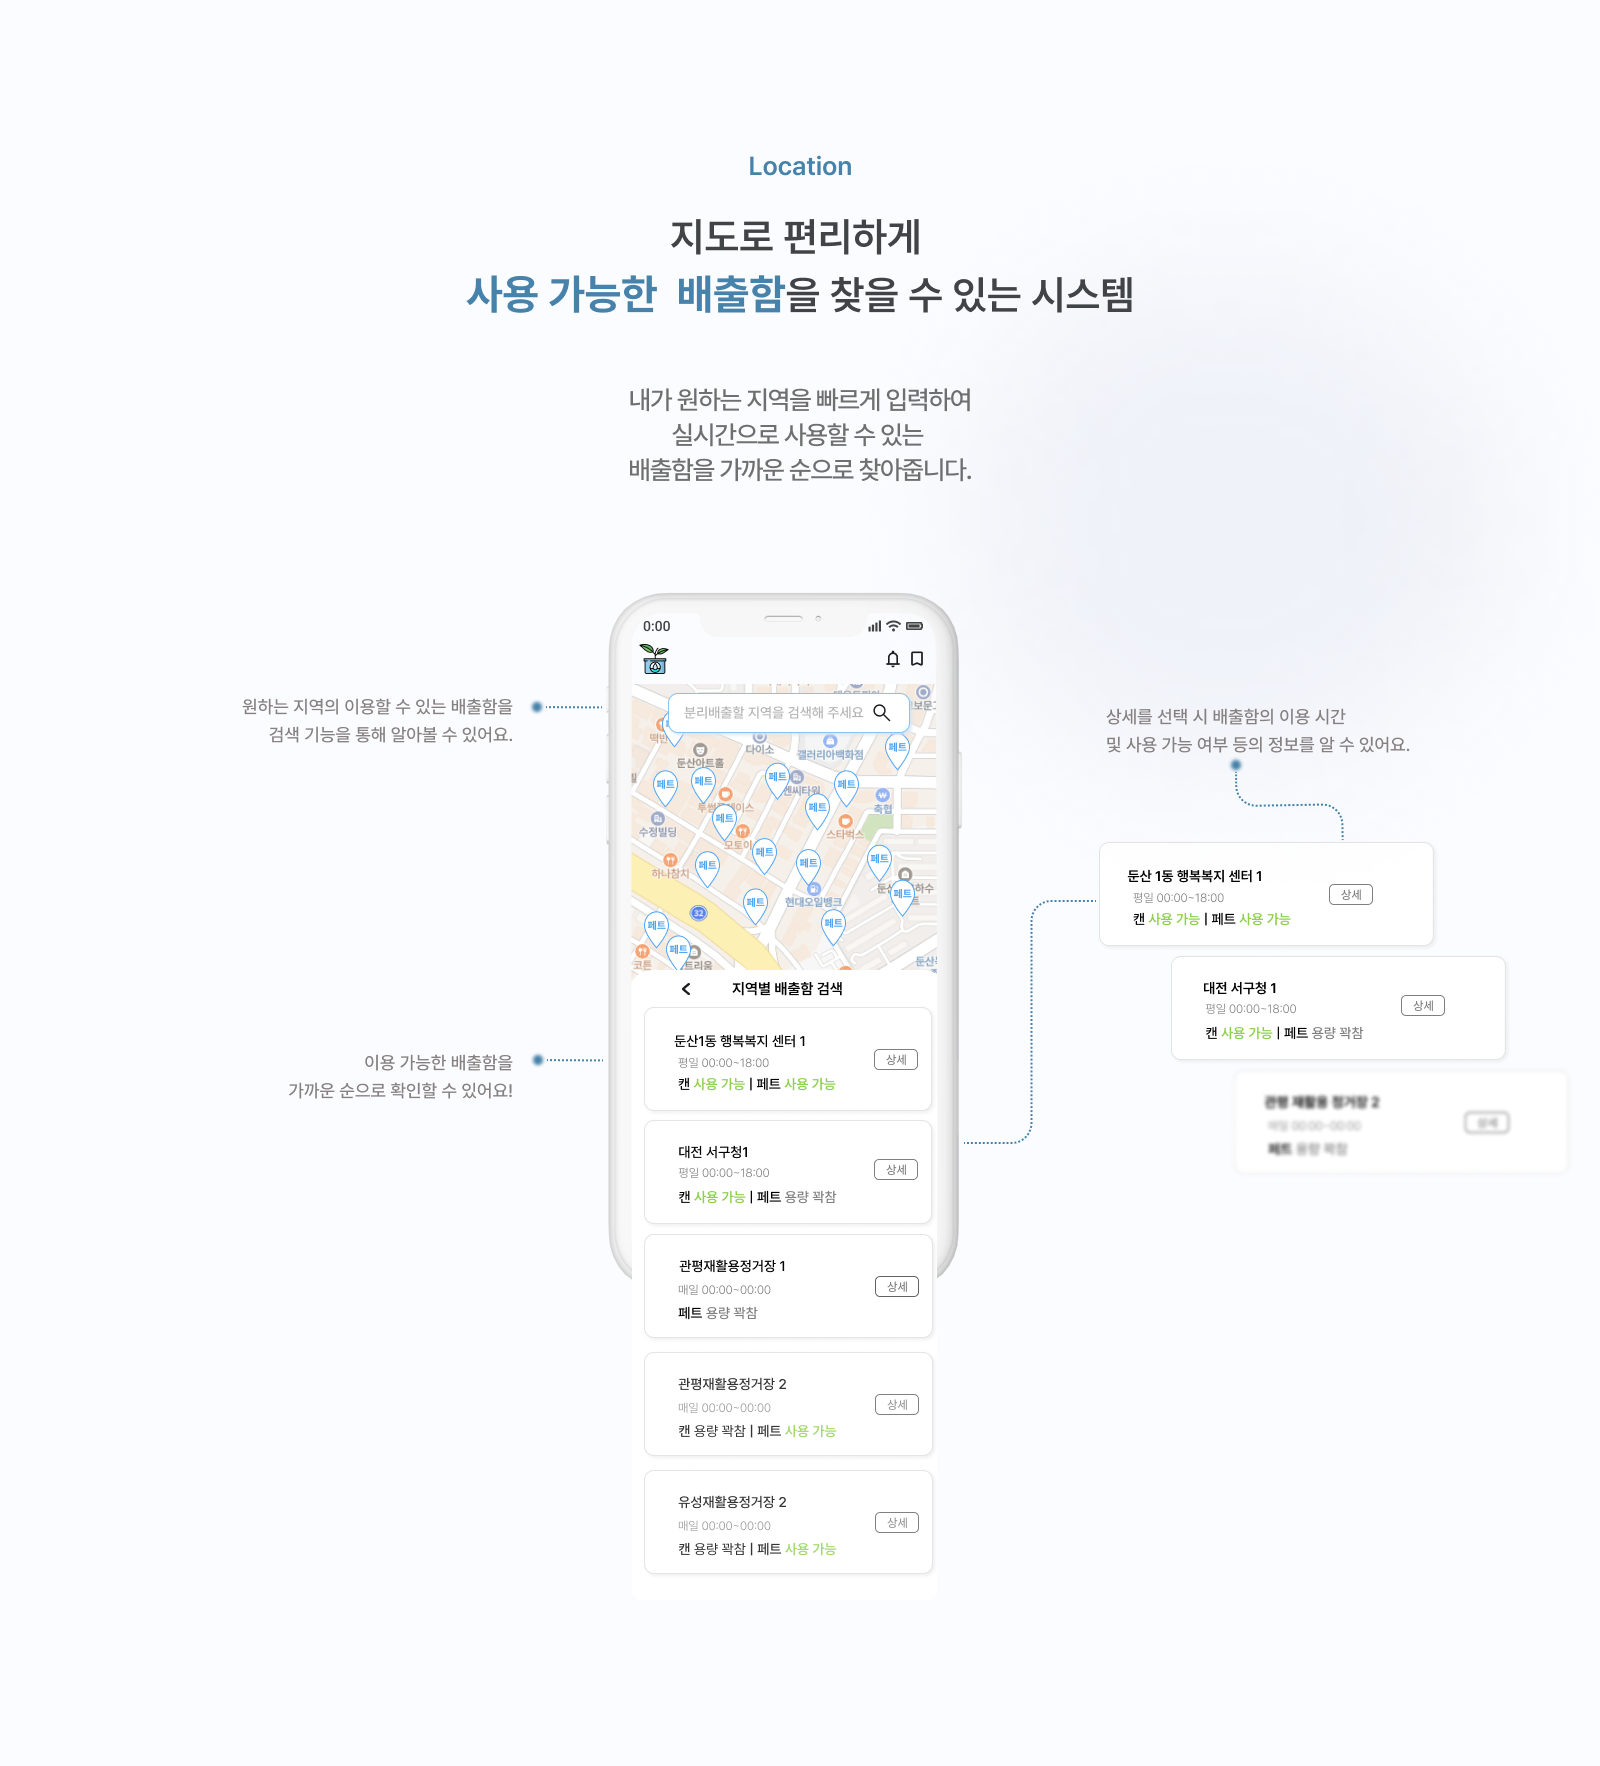 Location
지도로 편리하게
사용 가능한 배출함을 찾을 수 있는 시스템
내가 원하는 지역을 빠르게 입력하여
실시간으로 사용할 수 있는
배출함을 가까운 순으로 찾아줍니다.
원하는 지역의 이용할 수 있는 배출함을
검색 기능을 통해 알아볼 수 있어요.
이용 가능한 배출함을
가까운 순으로 확인할 수 있어요!
0:00
분리배출할 지역을 검색해 주세요
다이소
갤러리아백화점
페트
둔산아트홀
페트
페트
페트
페트
페트
축협
수정빌딩
페트
모토이
스타벅스
하나참치
페트
페트
페트
페트
현대오일뱅크
페트
페트
32
페트
페트
페트
코튼
트리움
지역별 배출함 검색
둔산1동 행복복지 센터 1
평일 00:00~18:00
상세
캔 사용 가능 | 페트 사용 가능
대전 서구청1
평일 00:00~18:00
상세
캔 사용 가능 | 페트 용량 꽉참
관평재활용정거장 1
매일 00:00~00:00
상세
페트 용량 꽉참
관평재활용정거장 2
매일 00:00~00:00
상세
캔 용량 꽉참 | 페트 사용 가능
유성재활용정거장 2
매일 00:00~00:00
상세
캔 용량 꽉참 | 페트 사용 가능
상세를 선택 시 배출함의 이용 시간
및 사용 가능 여부 등의 정보를 알 수 있어요.
둔산 1동 행복복지 센터 1
평일 00:00~18:00
상세
캔 사용 가능 | 페트 사용 가능
대전 서구청 1
평일 00:00~18:00
상세
캔 사용 가능 | 페트 용량 꽉참
관평 재활용 정거장 2
매일 00:00~00:00
상세
페트 용량 꽉참